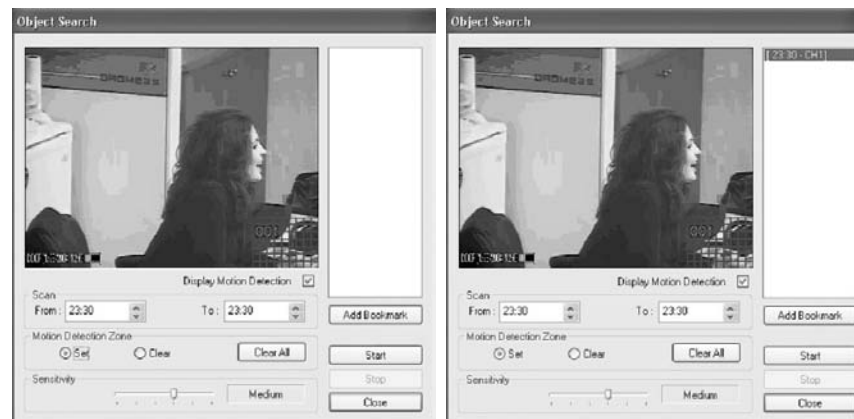 Object Search
Display Motion Detection
Scan
From : 23:30 To : 23:30
Add Bookmark
Motion Detection Zone
Set Clear Clear All
Start
Stop
Sensitivity
Medium
Close
Object Search
[ 23:30 - CH1]
Display Motion Detection
Scan
From : 23:30 To : 23:30
Add Bookmark
Motion Detection Zone
Set Clear Clear All
Start
Stop
Sensitivity
Medium
Close